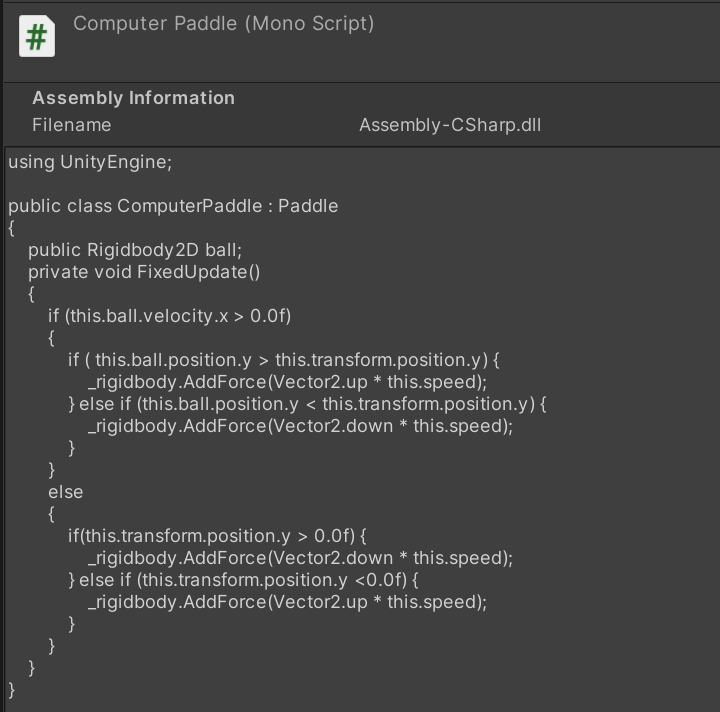 #
Computer Paddle (Mono Script)
Assembly Information
Filename Assembly-CSharp.dll
using UnityEngine;

public class ComputerPaddle : Paddle
{
    public Rigidbody2D ball;
    private void FixedUpdate()
    {
        if (this.ball.velocity.x > 0.0f)
        {
            if ( this.ball.position.y > this.transform.position.y) {
                _rigidbody.AddForce(Vector2.up * this.speed);
            } else if (this.ball.position.y < this.transform.position.y) {
                _rigidbody.AddForce(Vector2.down * this.speed);
            }
        }
        else
        {
            if(this.transform.position.y > 0.0f) {
                _rigidbody.AddForce(Vector2.down * this.speed);
            } else if (this.transform.position.y <0.0f) {
                _rigidbody.AddForce(Vector2.up * this.speed);
            }
        }
    }
}